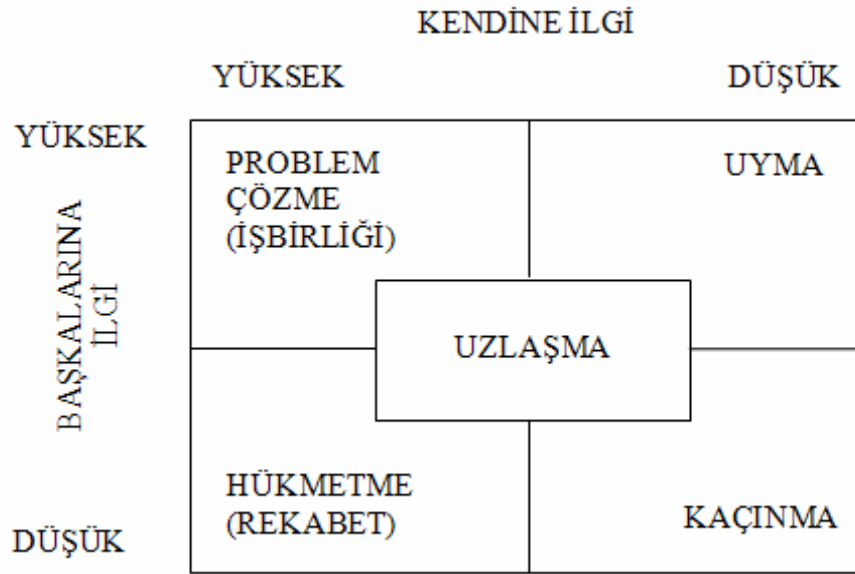 KENDİNE İLGİ
YÜKSEK DÜŞÜK
YÜKSEK
PROBLEM
ÇÖZME
(İŞBİRLİĞİ)
UYMA
BAŞKALARINA
İLGİ
UZLAŞMA
HÜKMETME
(REKABET)
KAÇINMA
DÜŞÜK